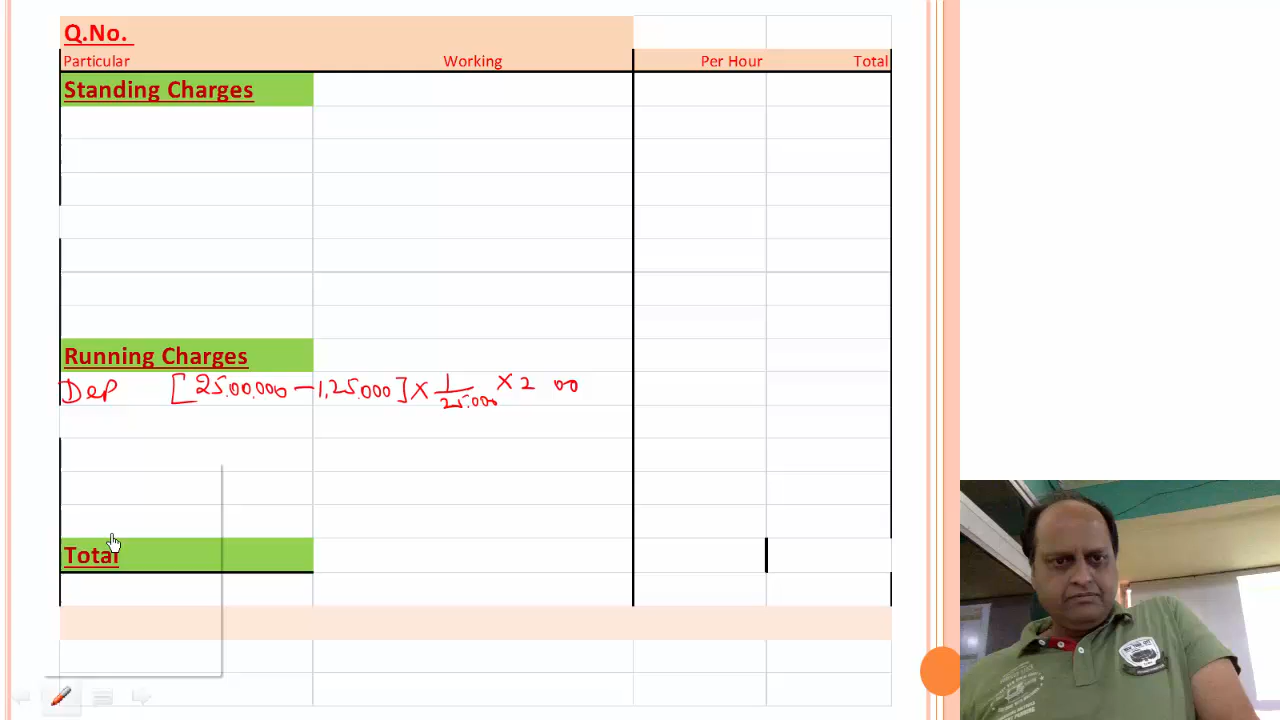 Q.No.
Particular Working Per Hour Total
Standing Charges
Running Charges
Dep [25.00.000 - 1,25.000] × 1/25.000 × 2 00
Total